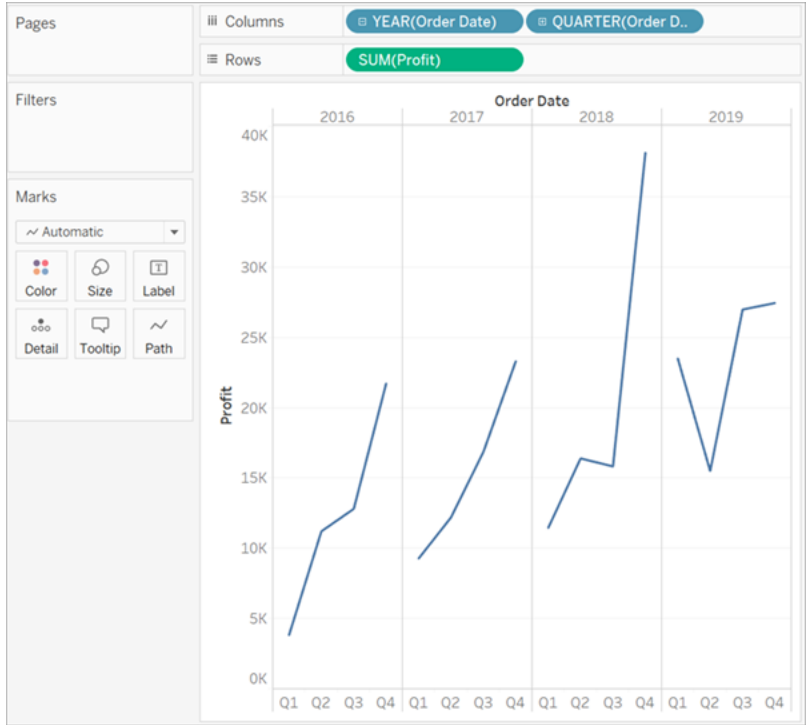 Pages
Columns
YEAR(Order Date)
QUARTER(Order D..
Rows
SUM(Profit)
Filters
Marks
Automatic
Color Size Label
Detail Tooltip Path
Order Date
2016 2017 2018 2019
40K
35K
30K
25K
20K
15K
10K
5K
0K
Profit
Q1 Q2 Q3 Q4 Q1 Q2 Q3 Q4 Q1 Q2 Q3 Q4 Q1 Q2 Q3 Q4